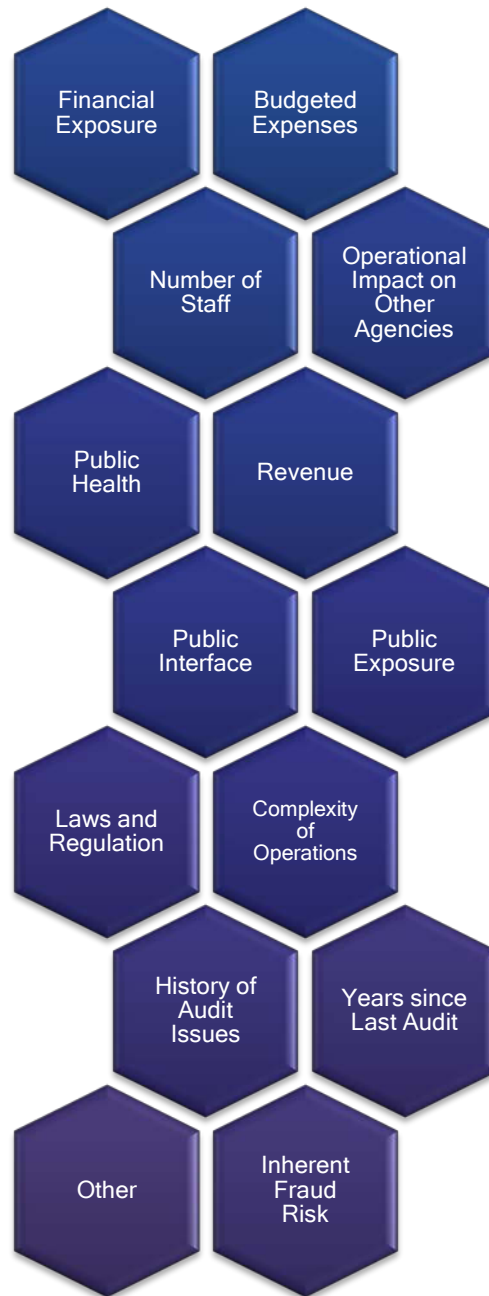 Financial
Exposure
Budgeted
Expenses
Number of
Staff
Operational
Impact on
Other
Agencies
Public
Health
Revenue
Public
Interface
Public
Exposure
Laws and
Regulation
Complexity
of
Operations
History of
Audit
Issues
Years since
Last Audit
Other
Inherent
Fraud
Risk